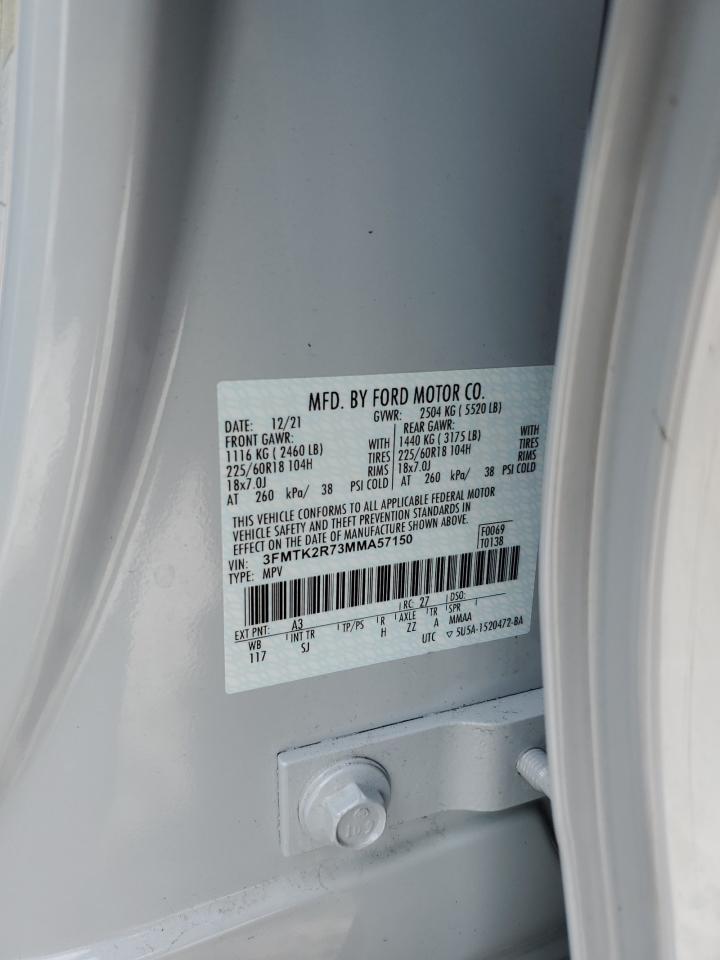 MFD. BY FORD MOTOR CO.
DATE: 12/21 GVWR: 2504 KG ( 5520 LB)
FRONT GAWR: REAR GAWR:
1116 KG ( 2460 LB) WITH 1440 KG ( 3175 LB) WITH
225/60R18 104H TIRES 225/60R18 104H TIRES
18x7.0J RIMS 18x7.0J RIMS
AT 260 kPa/ 38 PSI COLD AT 260 kPa/ 38 PSI COLD
THIS VEHICLE CONFORMS TO ALL APPLICABLE FEDERAL MOTOR
VEHICLE SAFETY AND THEFT PREVENTION STANDARDS IN
EFFECT ON THE DATE OF MANUFACTURE SHOWN ABOVE.
VIN: 3FMTK2R73MMA57150 F0069
TYPE: MPV T0138
EXT PNT: A3 RC: 27 DSO:
WB INT TR TP/PS R AXLE TR SPR
117 SJ H ZZ A MMAA
UTC ▽ 5U5A-1520472-BA